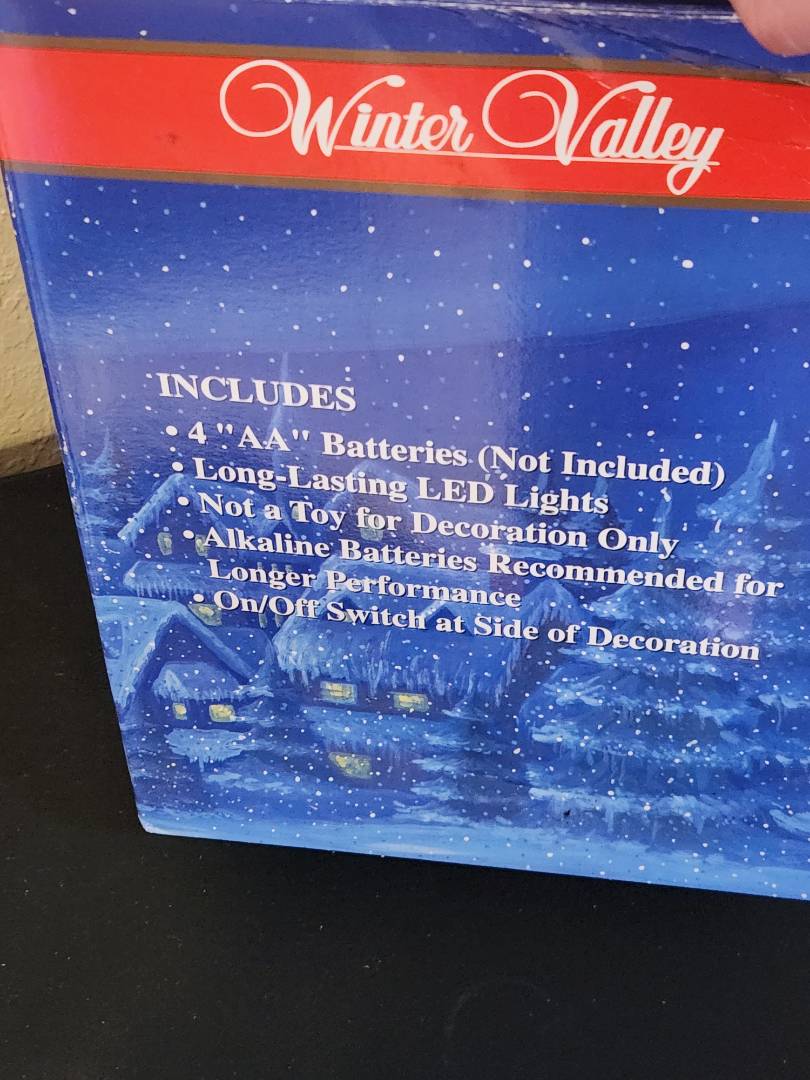 Winter Valley
INCLUDES
• 4 "AA" Batteries (Not Included)
• Long-Lasting LED Lights
• Not a Toy for Decoration Only
• Alkaline Batteries Recommended for
Longer Performance
• On/Off Switch at Side of Decoration